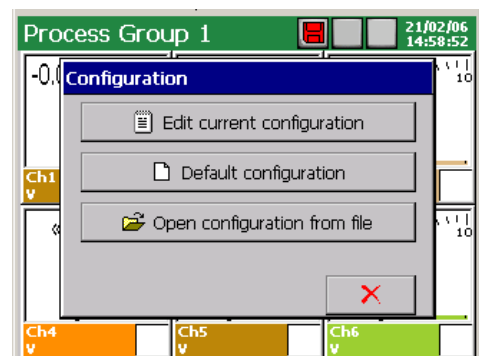 Process Group 1
21/02/06
14:58:52
-0.0
10
Configuration
Edit current configuration
Default configuration
Open configuration from file
Ch1
V
10
Ch4
V
Ch5
V
Ch6
V